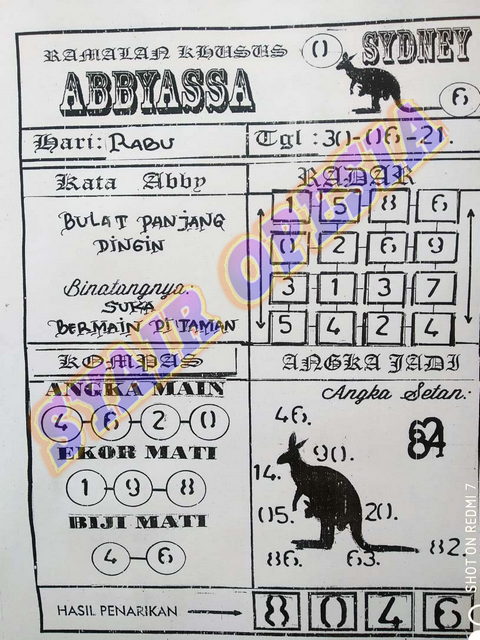 RAMALAN KHUSUS
0
SYDNEY
ABBYASSA
6
Hari: RABU
Tgl : 30-06-21.
Kata Abby
RADAR
BULAT PANJANG
DINGIN
1 5 8 6
0 2 6 9
3 1 3 7
5 4 2 4
Binatangnya:
SUKA
BERMAIN DI TAMAN
KOMPAS
ANGKA JADI
ANGKA MAIN
4-6-2-0
EKOR MATI
1-9-8
BIJI MATI
4-6
Angka Setan:
46.
90.
14.
05.
20.
86.
63.
82.
HASIL PENARIKAN
8 0 4 6
SYAIR OPESIA
SHOT ON REDMI 7